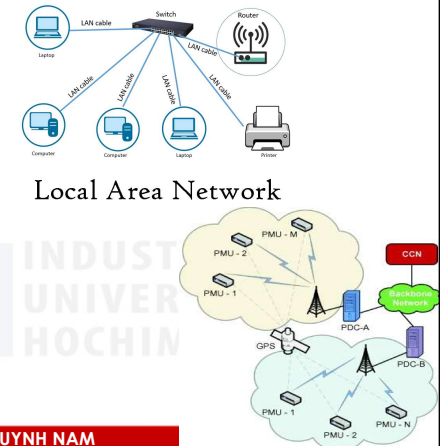 Switch
Router
LAN cable
Laptop
LAN cable
LAN cable
LAN cable
LAN cable
LAN cable
Computer
Computer
Laptop
Printer
Local Area Network
INDUST
UNIVER
HOCHIM
PMU - M
PMU - 2
PMU - 1
CCN
Backbone
Network
PDC-A
GPS
PDC-B
PMU - 1
PMU - 2
PMU - N
UYNH NAM